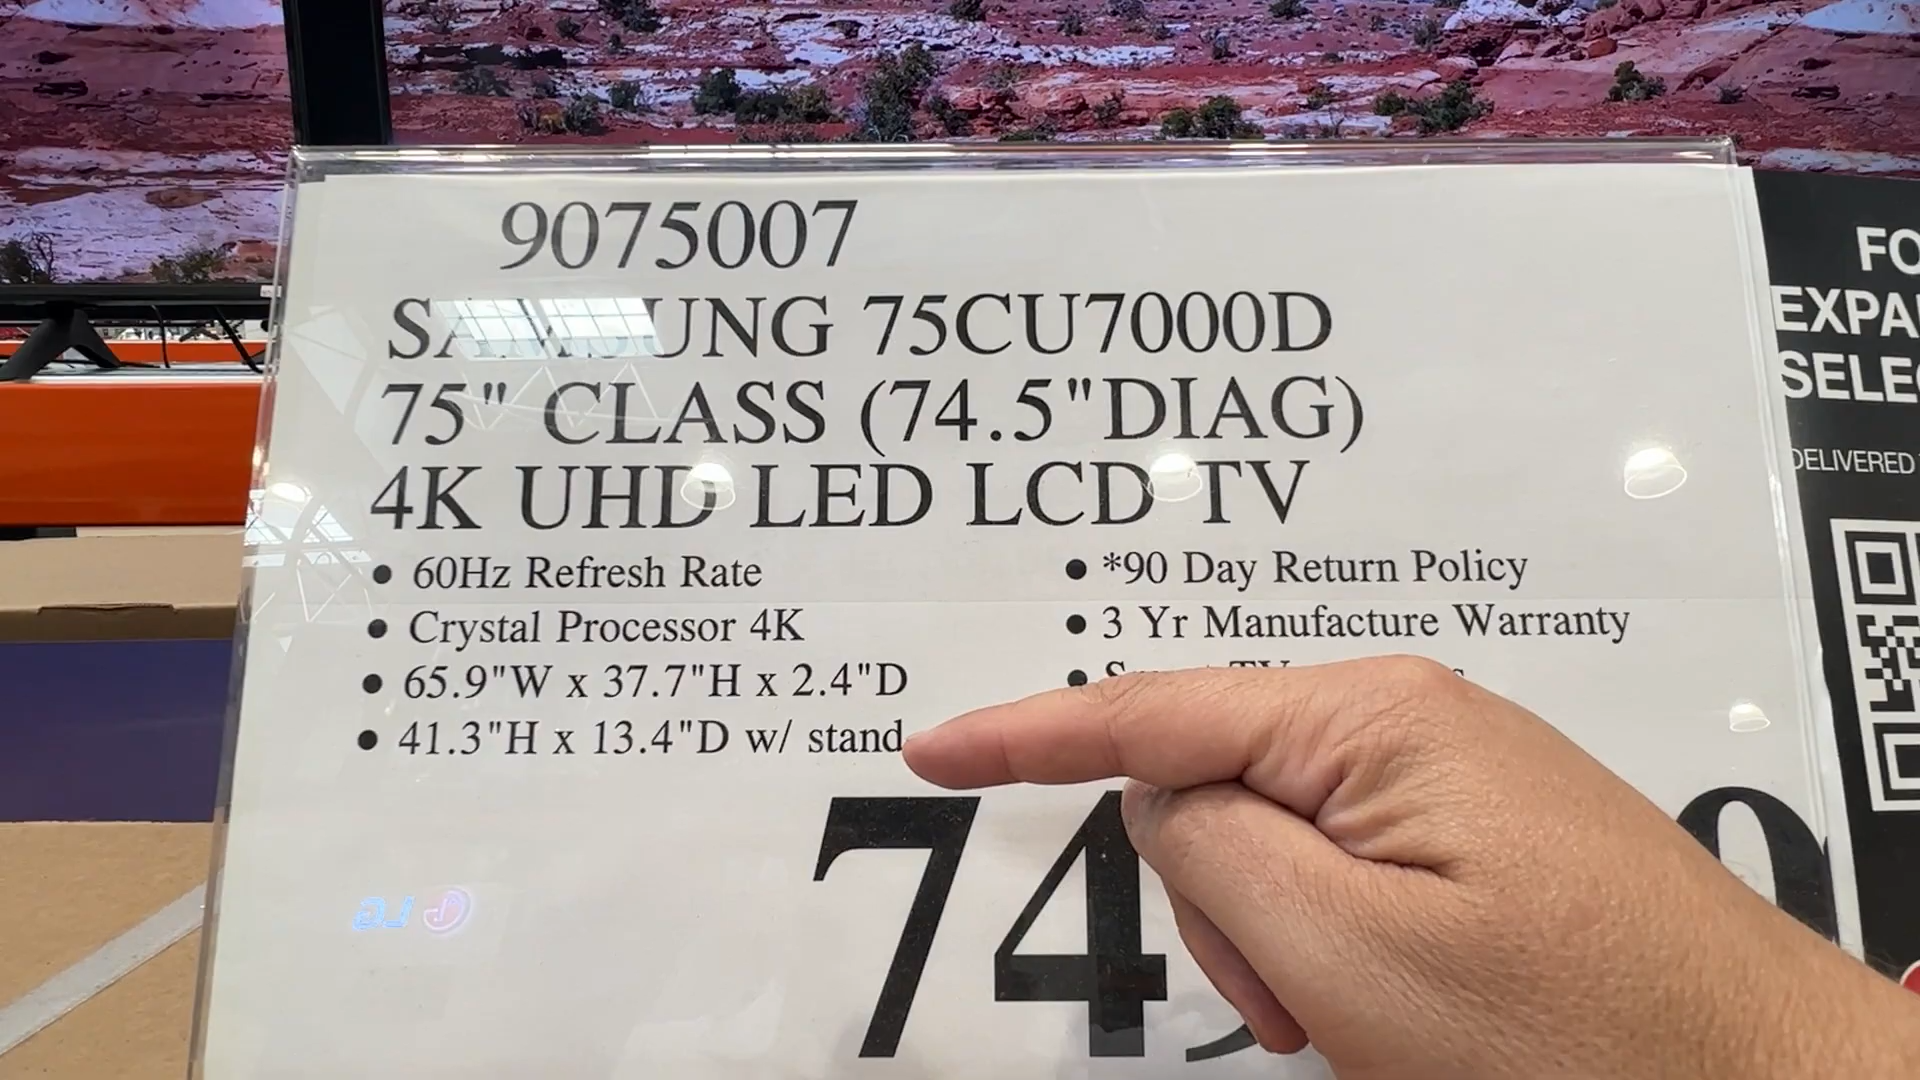 9075007
SAMSUNG 75CU7000D
75" CLASS (74.5"DIAG)
4K UHD LED LCD TV
• 60Hz Refresh Rate
• Crystal Processor 4K
• 65.9"W x 37.7"H x 2.4"D
• 41.3"H x 13.4"D w/ stand
• *90 Day Return Policy
• 3 Yr Manufacture Warranty
74
LG
DELIVERED